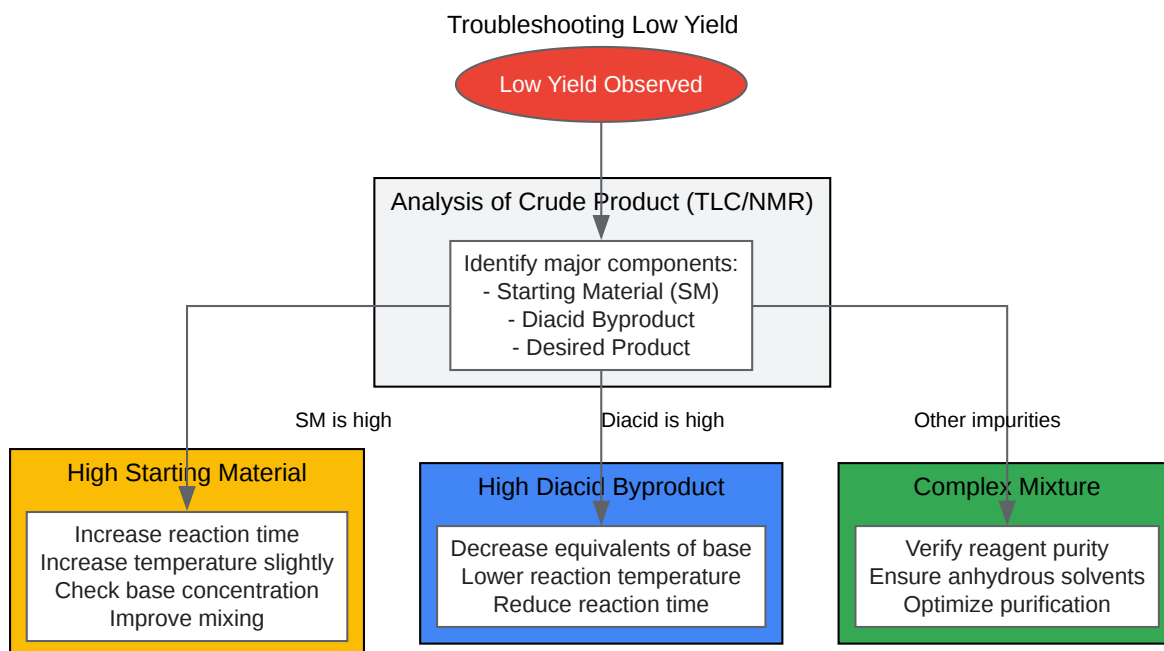 Troubleshooting Low Yield
Low Yield Observed
Analysis of Crude Product (TLC/NMR)
Identify major components:
- Starting Material (SM)
- Diacid Byproduct
- Desired Product
SM is high
Diacid is high
Other impurities
High Starting Material
Increase reaction time
Increase temperature slightly
Check base concentration
Improve mixing
High Diacid Byproduct
Decrease equivalents of base
Lower reaction temperature
Reduce reaction time
Complex Mixture
Verify reagent purity
Ensure anhydrous solvents
Optimize purification